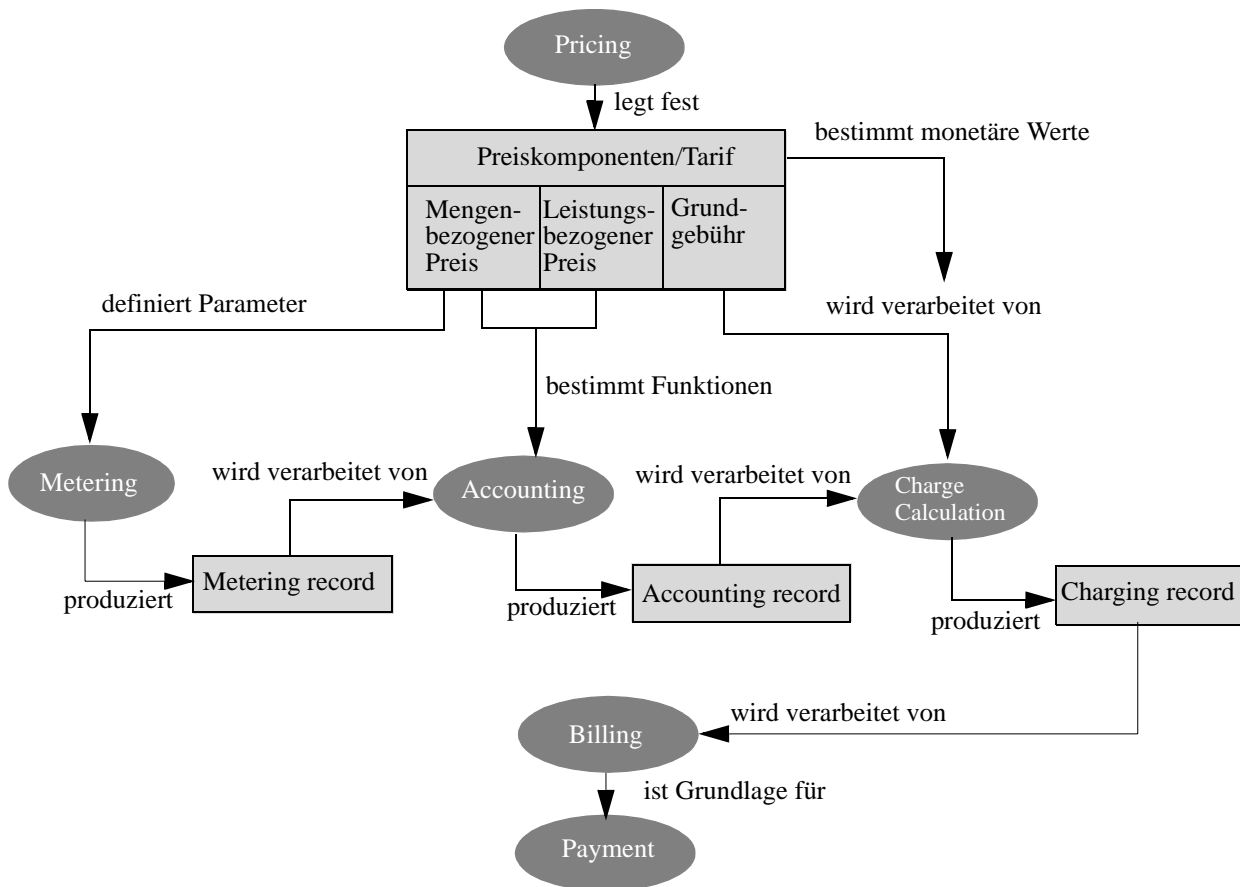 Pricing
legt fest
bestimmt monetäre Werte
Preiskomponenten/Tarif
Mengen-
bezogener
Preis
Leistungs-
bezogener
Preis
Grund-
gebühr
definiert Parameter
wird verarbeitet von
bestimmt Funktionen
wird verarbeitet von
wird verarbeitet von
Metering
Accounting
Charge
Calculation
Metering record
Accounting record
Charging record
produziert
produziert
produziert
wird verarbeitet von
Billing
ist Grundlage für
Payment